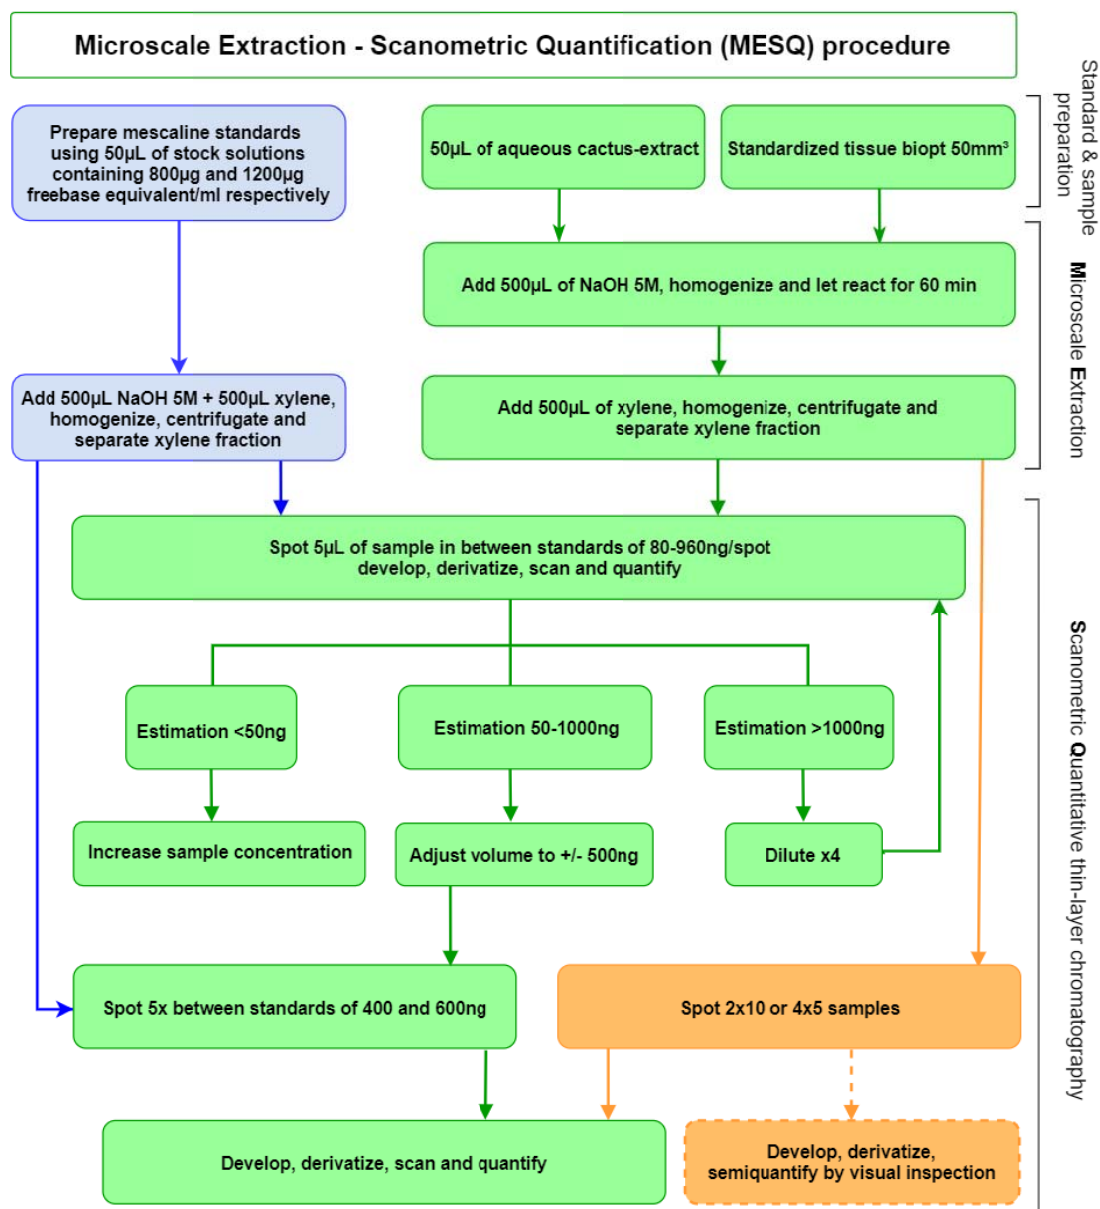 Microscale Extraction - Scanometric Quantification (MESQ) procedure
Prepare mescaline standards
using 50µL of stock solutions
containing 800µg and 1200µg
freebase equivalent/ml respectively
50µL of aqueous cactus-extract
Standardized tissue biopt 50mm³
Standard & sample
preparation
Add 500µL of NaOH 5M, homogenize and let react for 60 min
Add 500µL NaOH 5M + 500µL xylene,
homogenize, centrifugate and
separate xylene fraction
Add 500µL of xylene, homogenize, centrifugate and
separate xylene fraction
Microscale Extraction
Spot 5µL of sample in between standards of 80-960ng/spot
develop, derivatize, scan and quantify
Estimation <50ng
Estimation 50-1000ng
Estimation >1000ng
Increase sample concentration
Adjust volume to +/- 500ng
Dilute x4
Spot 5x between standards of 400 and 600ng
Spot 2x10 or 4x5 samples
Develop, derivatize, scan and quantify
Develop, derivatize,
semiquantify by visual inspection
Scanometric Quantitative thin-layer chromatography